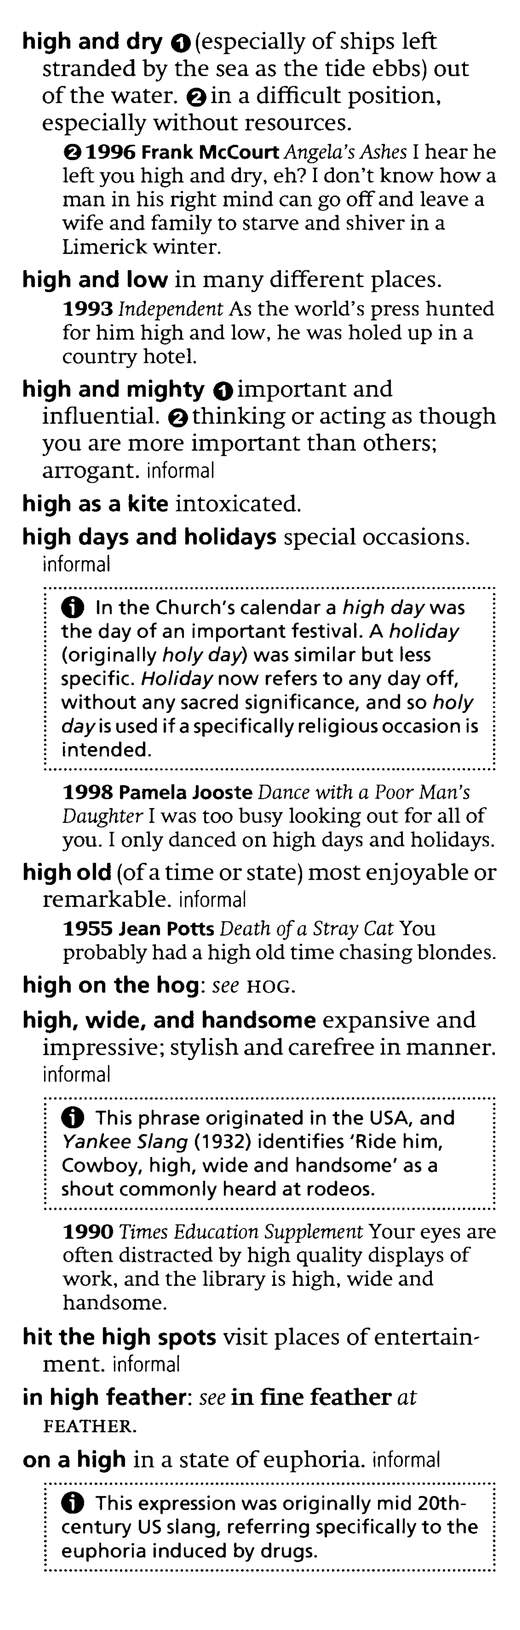 high and dry ❶ (especially of ships left
stranded by the sea as the tide ebbs) out
of the water. ❷ in a difficult position,
especially without resources.
❷ 1996 Frank McCourt Angela's Ashes I hear he
left you high and dry, eh? I don't know how a
man in his right mind can go off and leave a
wife and family to starve and shiver in a
Limerick winter.
high and low in many different places.
1993 Independent As the world's press hunted
for him high and low, he was holed up in a
country hotel.
high and mighty ❶ important and
influential. ❷ thinking or acting as though
you are more important than others;
arrogant. informal
high as a kite intoxicated.
high days and holidays special occasions.
informal
ℹ In the Church's calendar a high day was
the day of an important festival. A holiday
(originally holy day) was similar but less
specific. Holiday now refers to any day off,
without any sacred significance, and so holy
day is used if a specifically religious occasion is
intended.
1998 Pamela Jooste Dance with a Poor Man's
Daughter I was too busy looking out for all of
you. I only danced on high days and holidays.
high old (of a time or state) most enjoyable or
remarkable. informal
1955 Jean Potts Death of a Stray Cat You
probably had a high old time chasing blondes.
high on the hog: see HOG.
high, wide, and handsome expansive and
impressive; stylish and carefree in manner.
informal
ℹ This phrase originated in the USA, and
Yankee Slang (1932) identifies 'Ride him,
Cowboy, high, wide and handsome' as a
shout commonly heard at rodeos.
1990 Times Education Supplement Your eyes are
often distracted by high quality displays of
work, and the library is high, wide and
handsome.
hit the high spots visit places of entertain-
ment. informal
in high feather: see in fine feather at
FEATHER.
on a high in a state of euphoria. informal
ℹ This expression was originally mid 20th-
century US slang, referring specifically to the
euphoria induced by drugs.